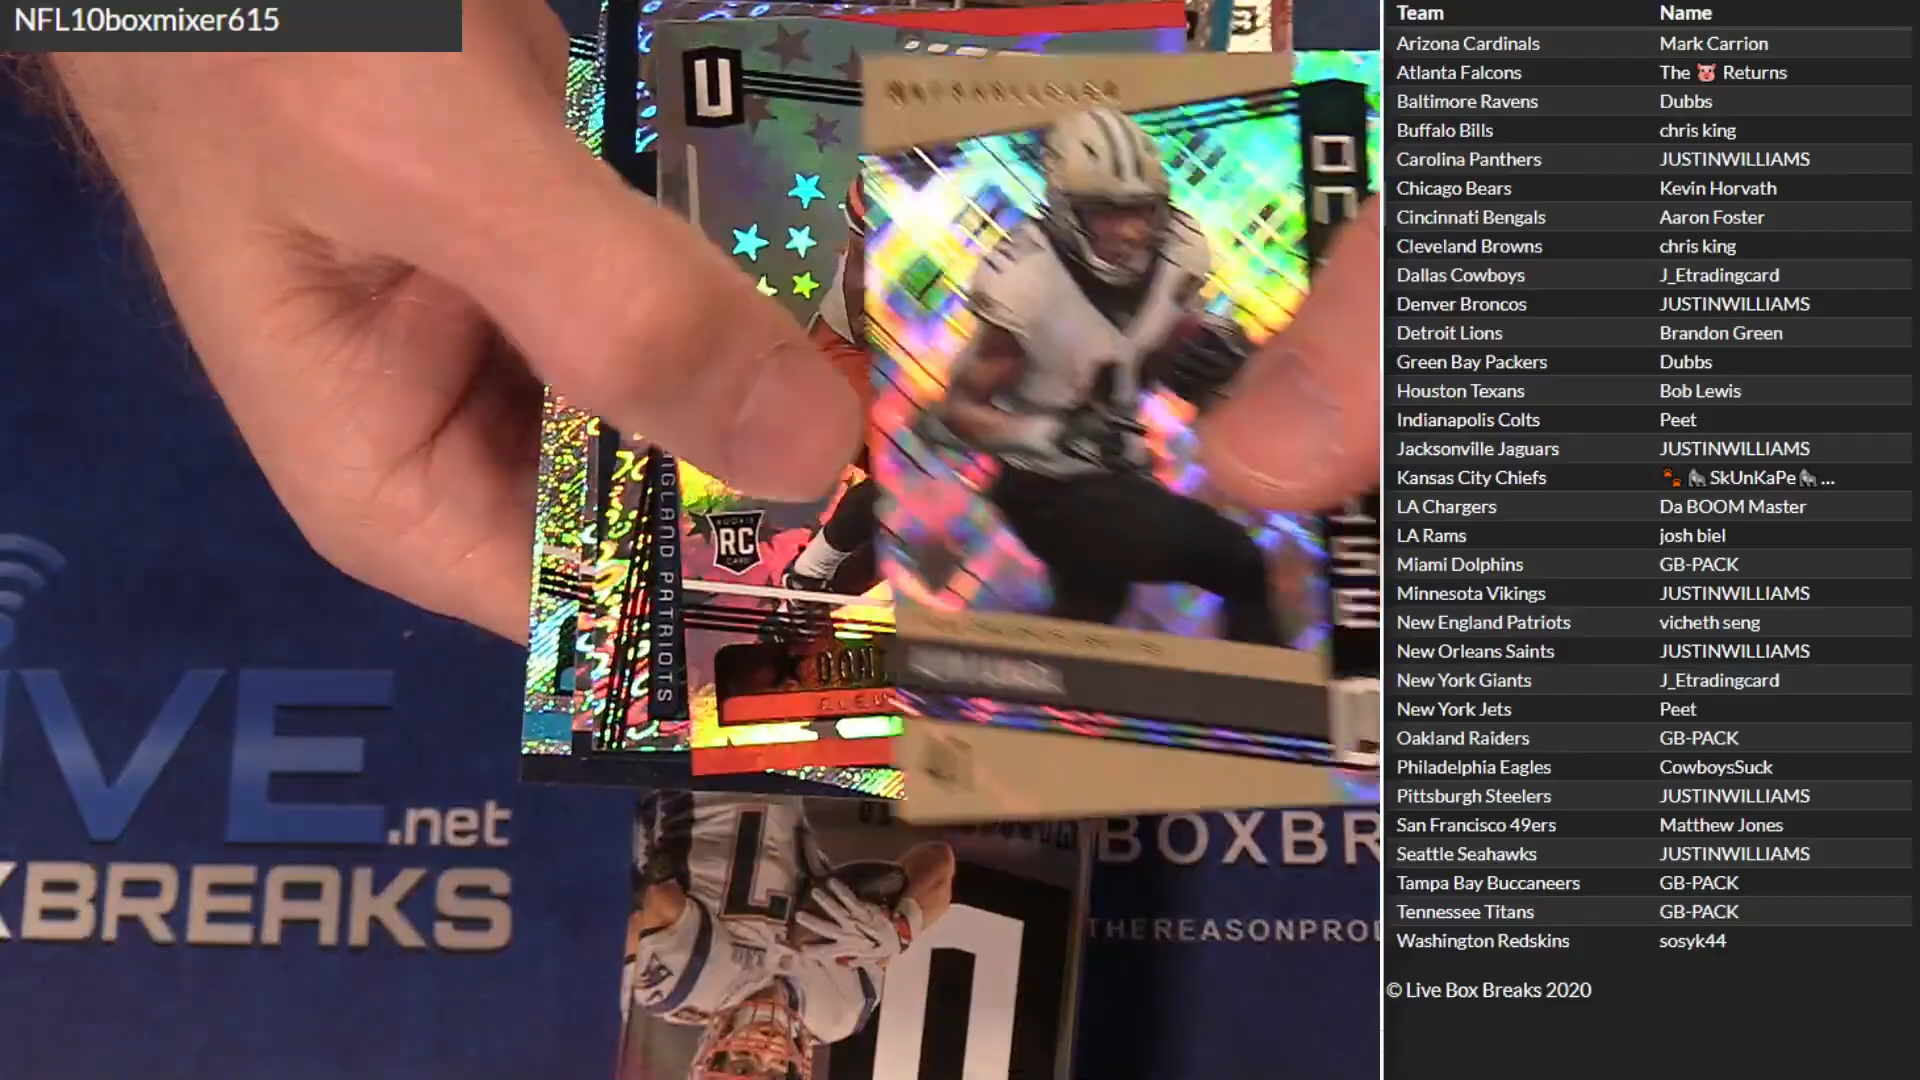 NFL10boxmixer615
U
ON
RC
NGLAND PATRIOTS
IVE
.net
XBREAKS
BOXBR
THEREASONPRO
Team Name
Arizona Cardinals Mark Carrion
Atlanta Falcons The 🐷 Returns
Baltimore Ravens Dubbs
Buffalo Bills chris king
Carolina Panthers JUSTINWILLIAMS
Chicago Bears Kevin Horvath
Cincinnati Bengals Aaron Foster
Cleveland Browns chris king
Dallas Cowboys J_Etradingcard
Denver Broncos JUSTINWILLIAMS
Detroit Lions Brandon Green
Green Bay Packers Dubbs
Houston Texans Bob Lewis
Indianapolis Colts Peet
Jacksonville Jaguars JUSTINWILLIAMS
Kansas City Chiefs 🐾 🦍SkUnKaPe🦍...
LA Chargers Da BOOM Master
LA Rams josh biel
Miami Dolphins GB-PACK
Minnesota Vikings JUSTINWILLIAMS
New England Patriots vicheth seng
New Orleans Saints JUSTINWILLIAMS
New York Giants J_Etradingcard
New York Jets Peet
Oakland Raiders GB-PACK
Philadelphia Eagles CowboysSuck
Pittsburgh Steelers JUSTINWILLIAMS
San Francisco 49ers Matthew Jones
Seattle Seahawks JUSTINWILLIAMS
Tampa Bay Buccaneers GB-PACK
Tennessee Titans GB-PACK
Washington Redskins sosyk44
© Live Box Breaks 2020